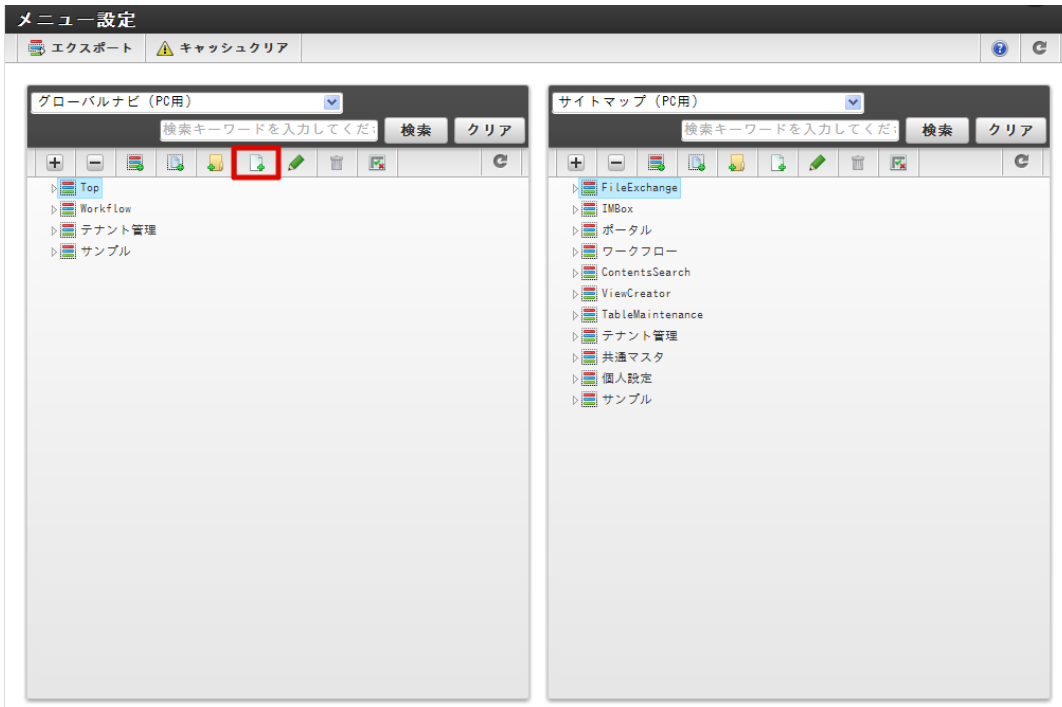 メニュー設定
エクスポート
キャッシュクリア
グローバルナビ（PC用）
検索キーワードを入力してくだ
検索
クリア
Top
Workflow
テナント管理
サンプル
サイトマップ（PC用）
検索キーワードを入力してくだ
検索
クリア
FileExchange
IMBox
ポータル
ワークフロー
ContentsSearch
ViewCreator
TableMaintenance
テナント管理
共通マスタ
個人設定
サンプル